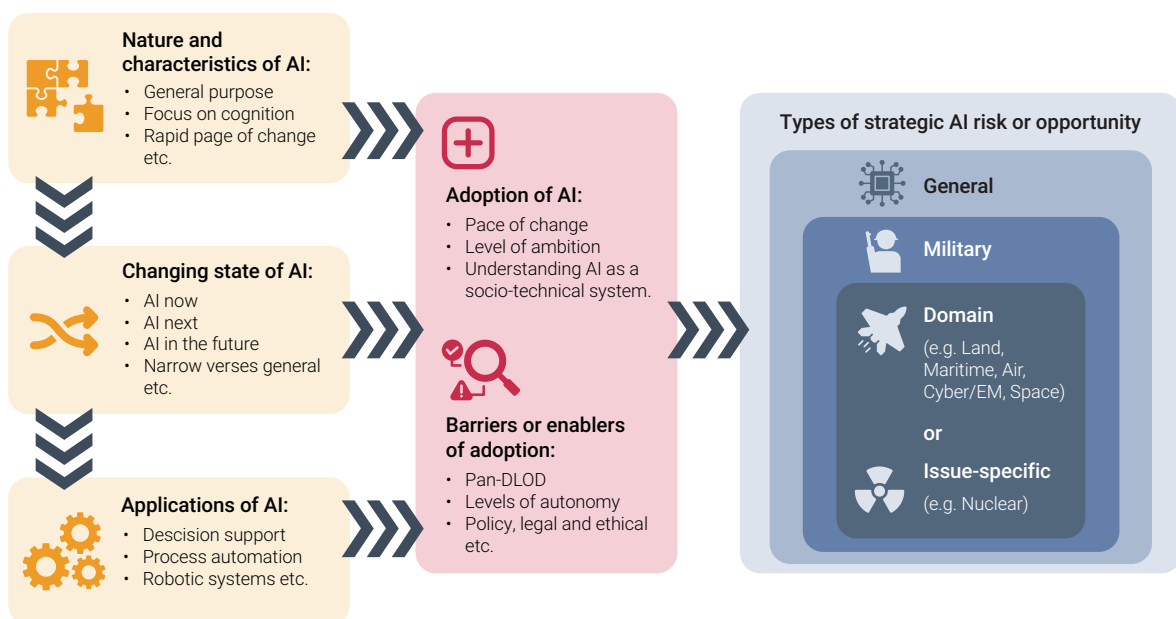 Nature and
characteristics of AI:
• General purpose
• Focus on cognition
• Rapid page of change
etc.
Changing state of AI:
• AI now
• AI next
• AI in the future
• Narrow verses general
etc.
Applications of AI:
• Descision support
• Process automation
• Robotic systems etc.
Adoption of AI:
• Pace of change
• Level of ambition
• Understanding AI as a
socio-technical system.
Barriers or enablers
of adoption:
• Pan-DLOD
• Levels of autonomy
• Policy, legal and ethical
etc.
Types of strategic AI risk or opportunity
General
Military
Domain
(e.g. Land,
Maritime, Air,
Cyber/EM, Space)
or
Issue-specific
(e.g. Nuclear)